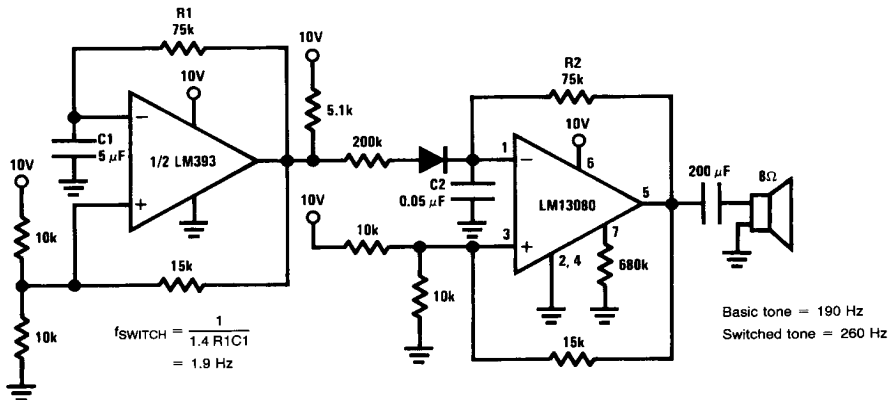 R1
75k
10V
10V
C1
5 µF
1/2 LM393
10V
10k
15k
10k
fSWITCH = 1 / 1.4 R1C1
= 1.9 Hz
5.1k
200k
10V
10k
10k
C2
0.05 µF
R2
75k
10V
1
6
LM13080
5
3
7
2, 4
680k
15k
200 µF
8Ω
Basic tone = 190 Hz
Switched tone = 260 Hz
10V
−
+
−
+